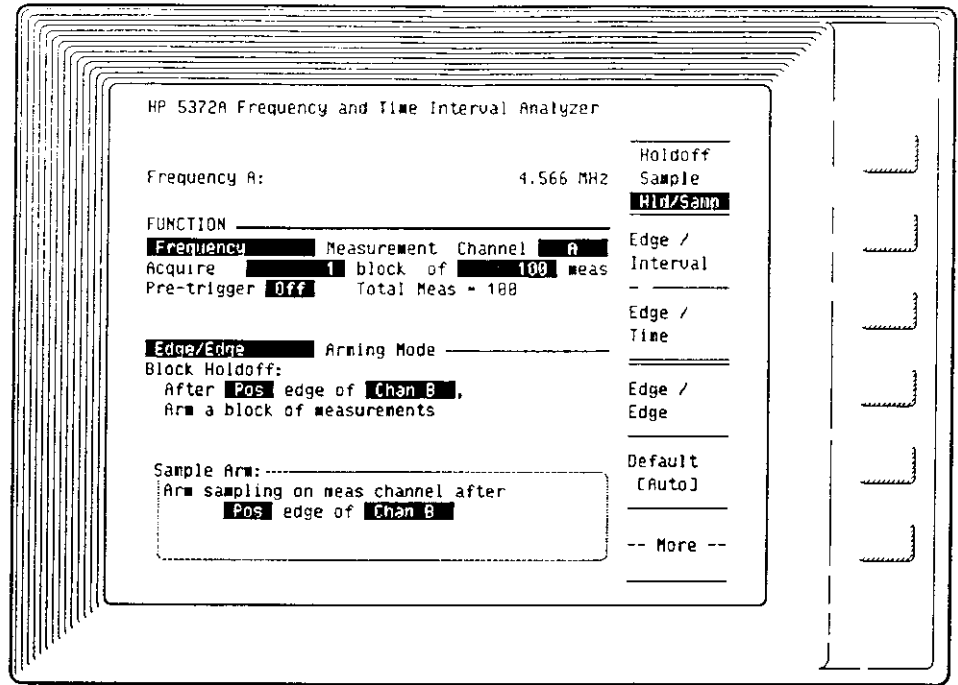 HP 5372A Frequency and Time Interval Analyzer
Frequency A: 4.566 MHz
FUNCTION
Frequency Measurement Channel A
Acquire 1 block of 100 meas
Pre-trigger Off Total Meas = 100
Edge/Edge Arming Mode
Block Holdoff:
After Pos edge of Chan B,
Arm a block of measurements
Sample Arm:
Arm sampling on meas channel after
Pos edge of Chan B
Holdoff
Sample
Hld/Samp
Edge /
Interval
Edge /
Time
Edge /
Edge
Default
[Auto]
-- More --